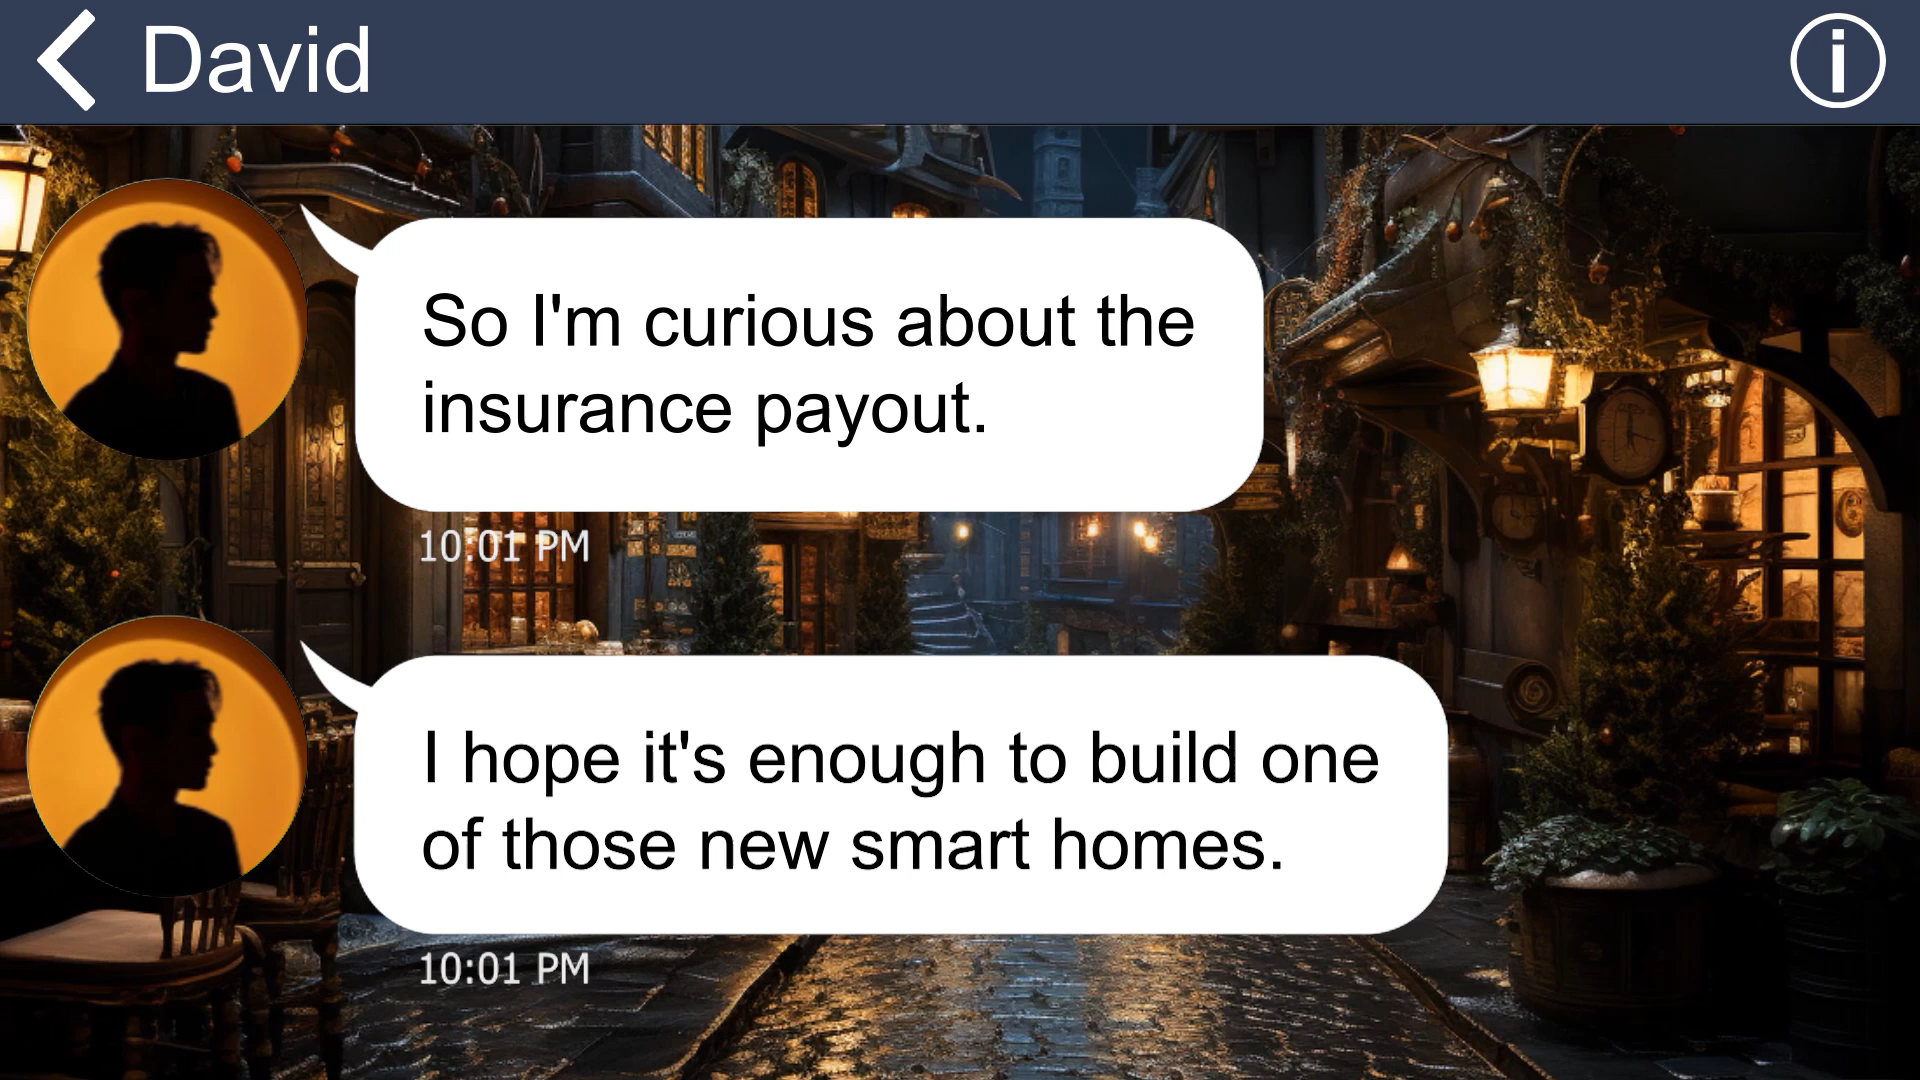 David
So I'm curious about the
insurance payout.
10:01 PM
I hope it's enough to build one
of those new smart homes.
10:01 PM